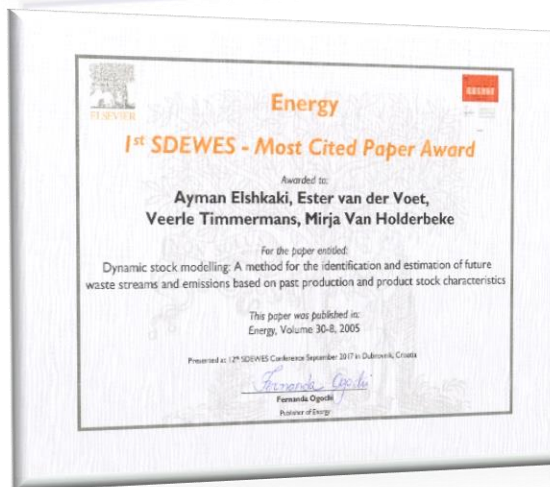 ELSEVIER
Energy
1st SDEWES - Most Cited Paper Award
Awarded to:
Ayman Elshkaki, Ester van der Voet,
Veerle Timmermans, Mirja Van Holderbeke
For the paper entitled:
Dynamic stock modelling: A method for the identification and estimation of future
waste streams and emissions based on past production and product stock characteristics
This paper was published in:
Energy, Volume 30-8, 2005
Presented at 12th SDEWES Conference September 2017 in Dubrovnik, Croatia
Fernanda Ogochi
Fernanda Ogochi
Publisher of Energy